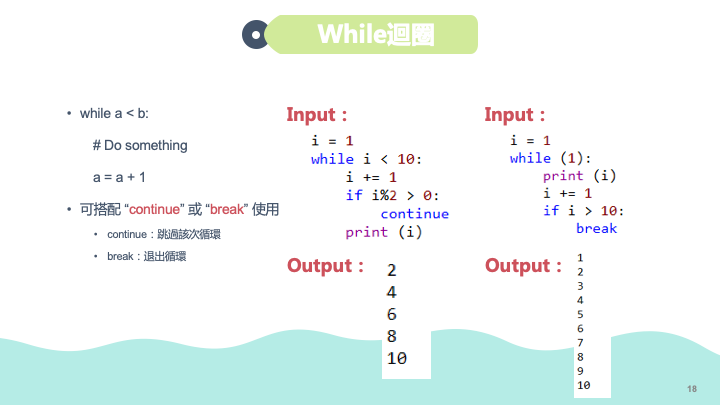 While迴圈
• while a < b:
# Do something
a = a + 1
• 可搭配 “continue” 或 “break” 使用
• continue：跳過該次循環
• break：退出循環
Input：
i = 1
while i < 10:
    i += 1
    if i%2 > 0:
        continue
    print (i)
Output：
2
4
6
8
10
Input：
i = 1
while (1):
    print (i)
    i += 1
    if i > 10:
        break
Output：
1
2
3
4
5
6
7
8
9
10
18